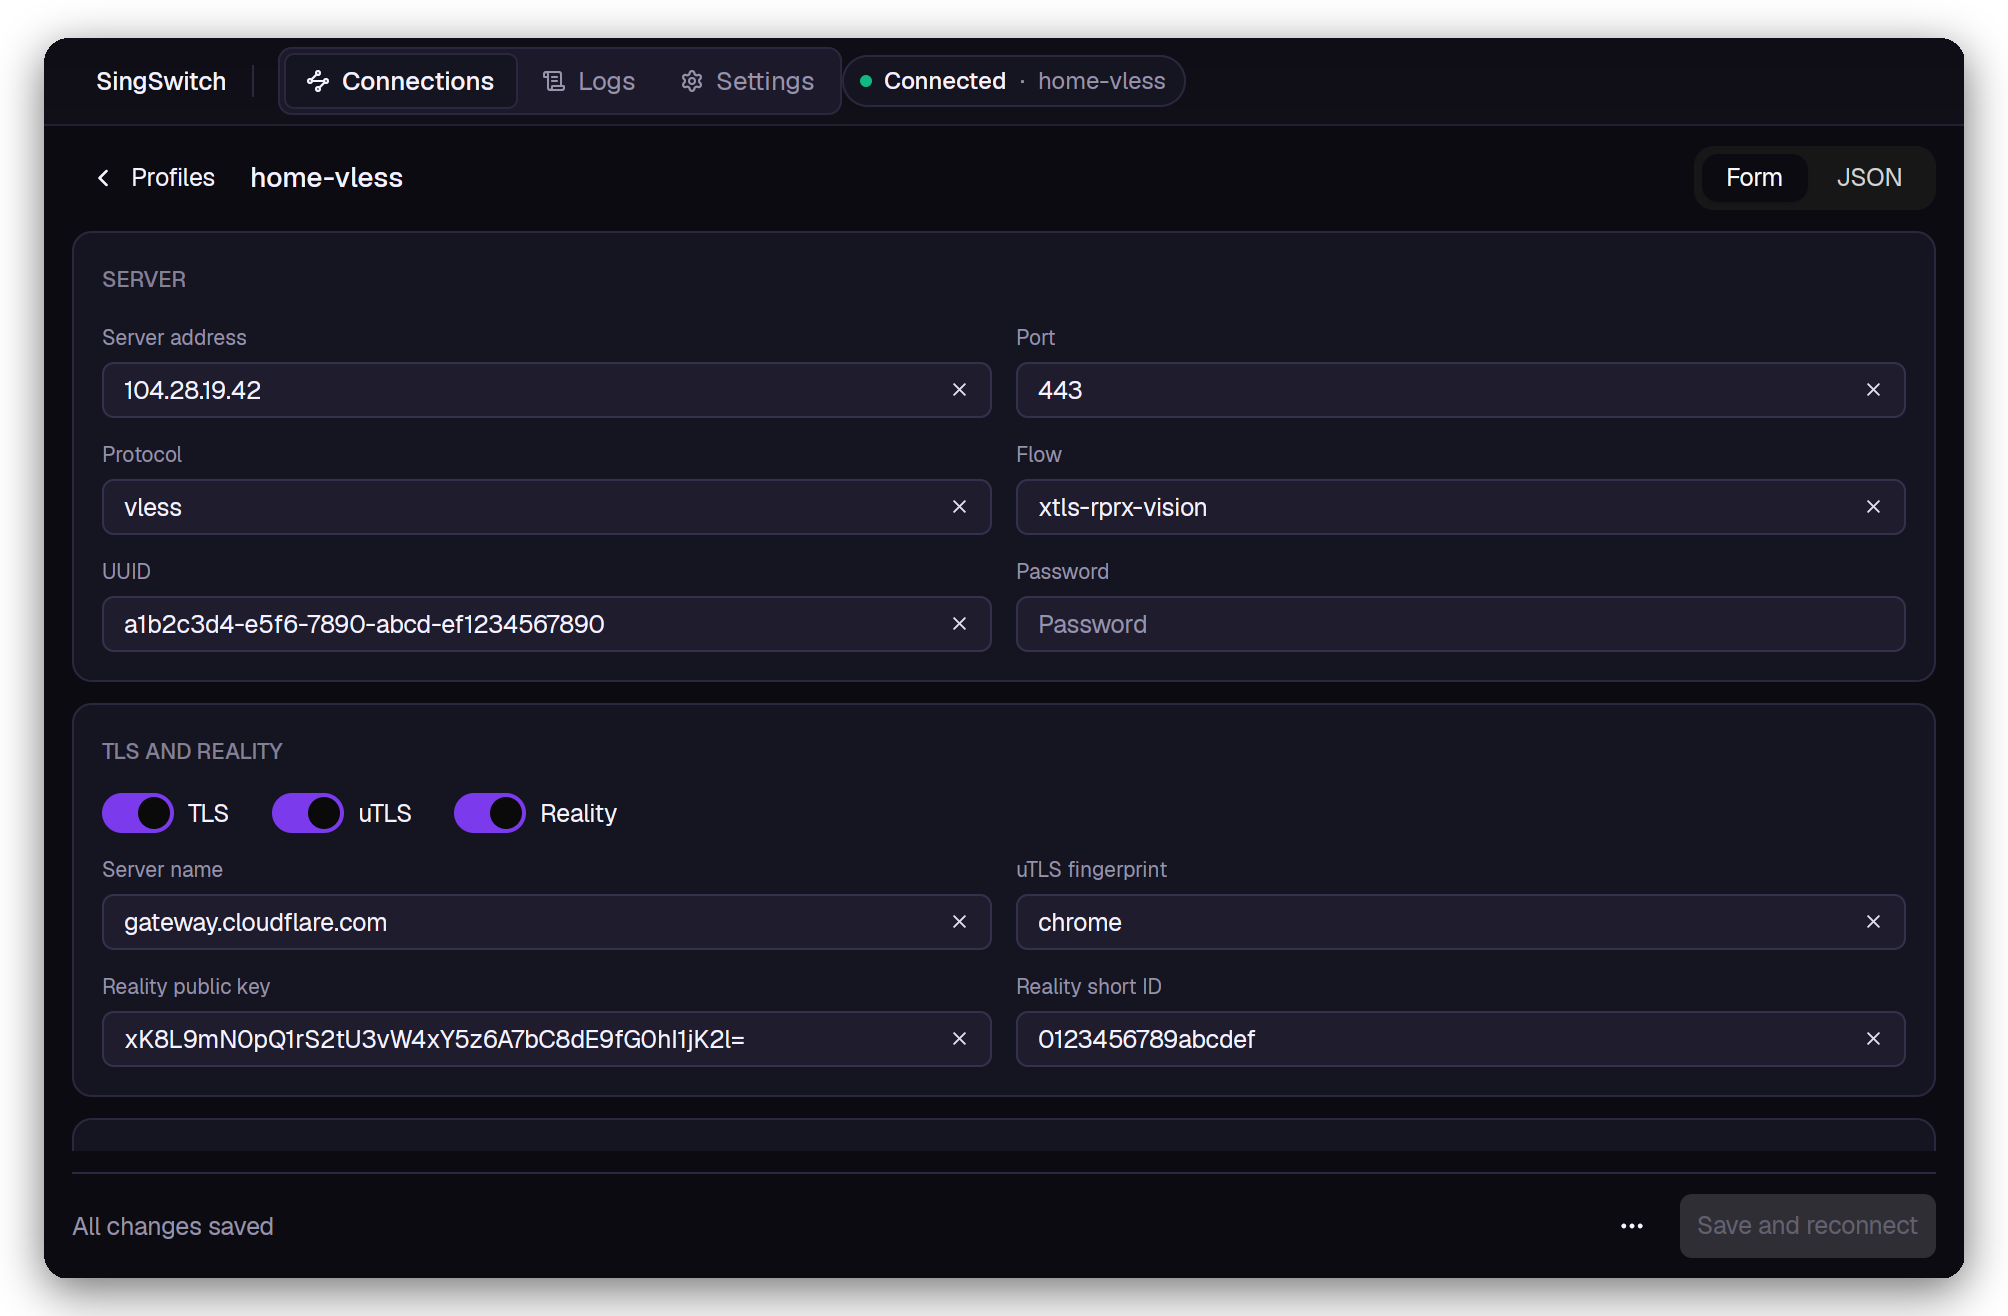 SingSwitch Connections Logs Settings Connected · home-vless
Profiles home-vless Form JSON
SERVER
Server address Port
104.28.19.42 443
Protocol Flow
vless xtls-rprx-vision
UUID Password
a1b2c3d4-e5f6-7890-abcd-ef1234567890 Password
TLS AND REALITY
TLS uTLS Reality
Server name uTLS fingerprint
gateway.cloudflare.com chrome
Reality public key Reality short ID
xK8L9mN0pQ1rS2tU3vW4xY5z6A7bC8dE9fG0hI1jK2l= 0123456789abcdef
All changes saved Save and reconnect